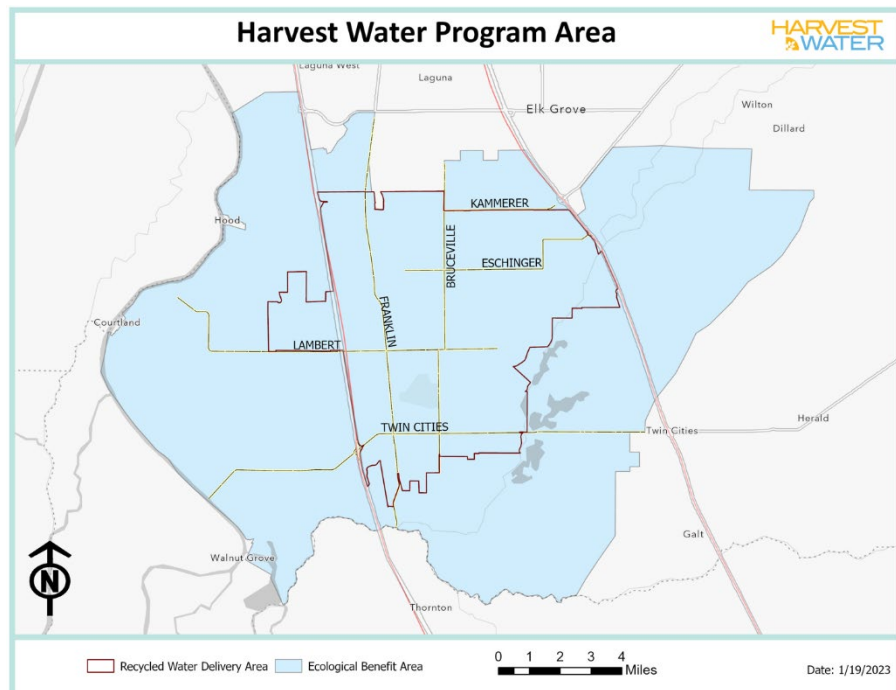 Harvest Water Program Area
HARVEST
WATER
Laguna West
Laguna
Elk Grove
Wilton
Dillard
Hood
KAMMERER
BRUCEVILLE
ESCHINGER
FRANKLIN
Courtland
LAMBERT
TWIN CITIES
Twin Cities
Herald
Galt
Walnut Grove
Thornton
N
Recycled Water Delivery Area
Ecological Benefit Area
0 1 2 3 4
Miles
Date: 1/19/2023